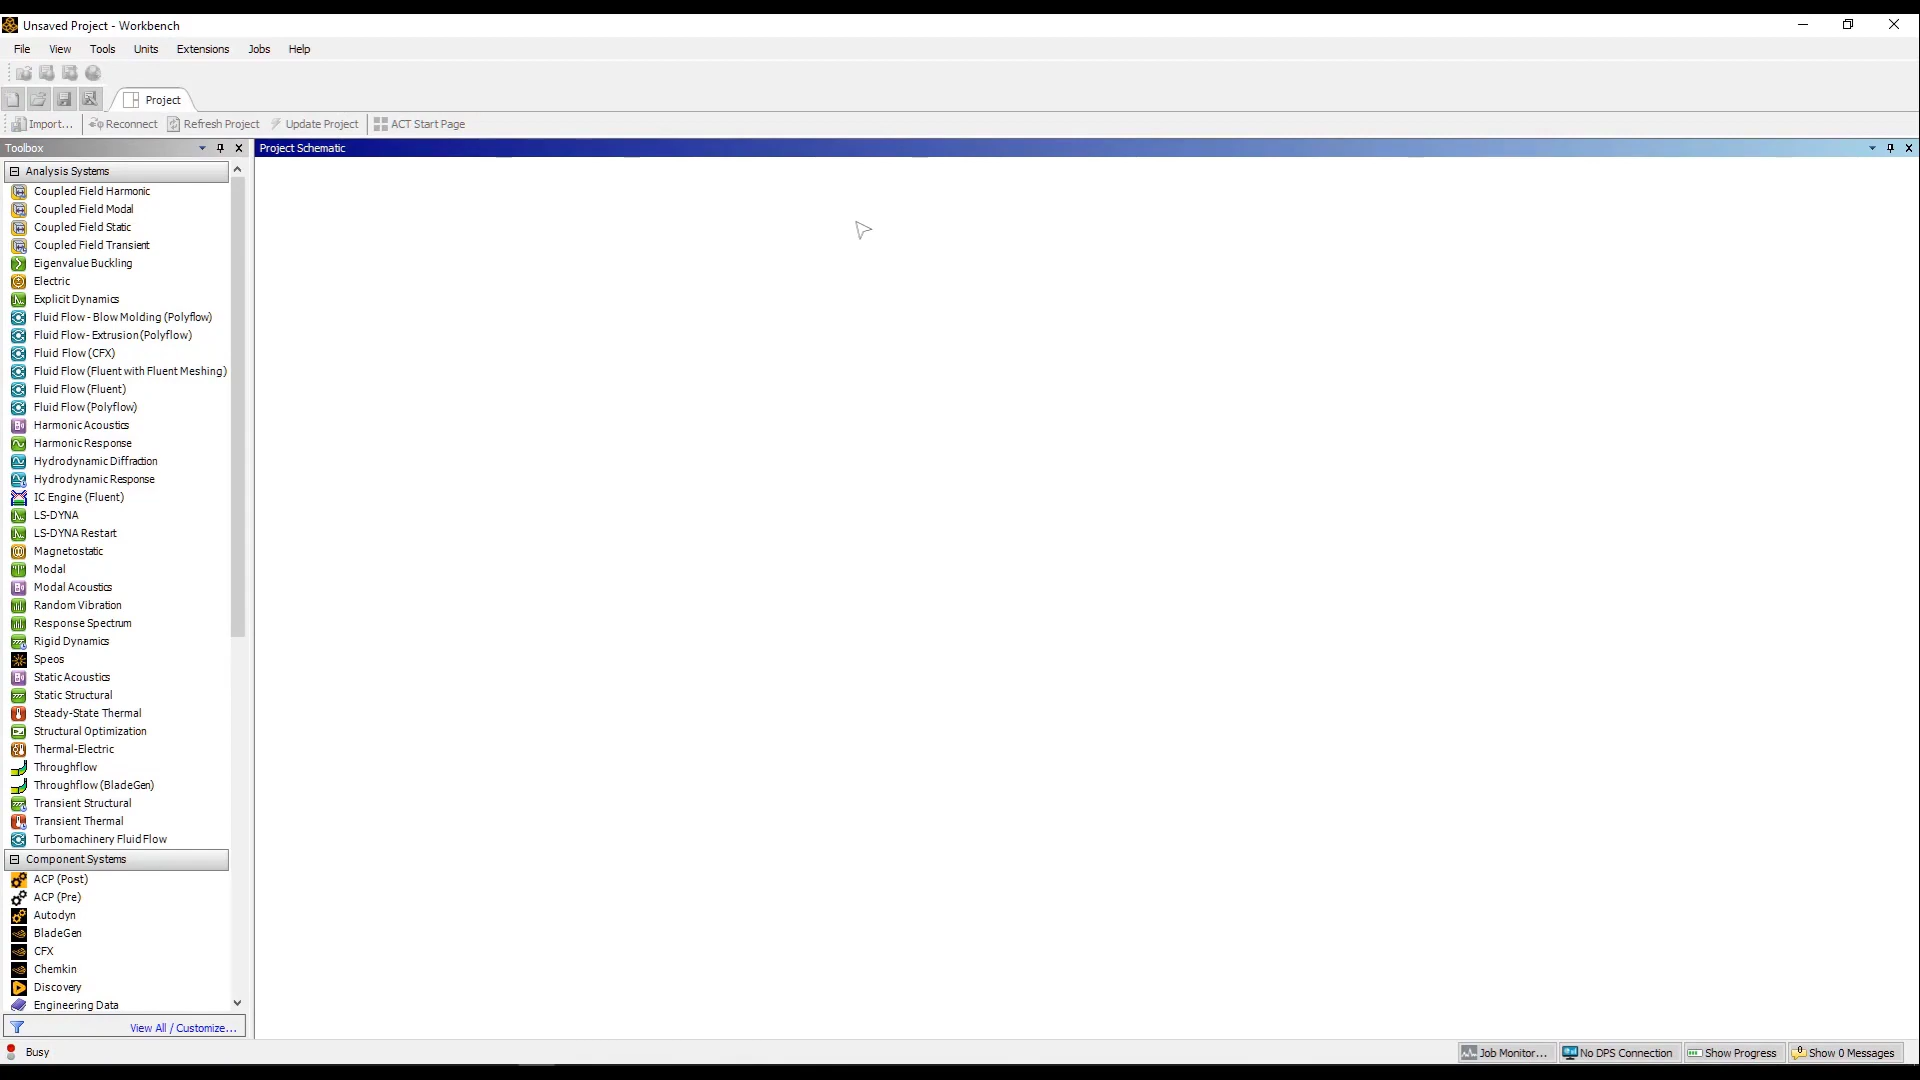 Unsaved Project - Workbench
File View Tools Units Extensions Jobs Help
Project
Import... Reconnect Refresh Project Update Project ACT Start Page
Toolbox
Project Schematic
Analysis Systems
Coupled Field Harmonic
Coupled Field Modal
Coupled Field Static
Coupled Field Transient
Eigenvalue Buckling
Electric
Explicit Dynamics
Fluid Flow - Blow Molding (Polyflow)
Fluid Flow - Extrusion (Polyflow)
Fluid Flow (CFX)
Fluid Flow (Fluent with Fluent Meshing)
Fluid Flow (Fluent)
Fluid Flow (Polyflow)
Harmonic Acoustics
Harmonic Response
Hydrodynamic Diffraction
Hydrodynamic Response
IC Engine (Fluent)
LS-DYNA
LS-DYNA Restart
Magnetostatic
Modal
Modal Acoustics
Random Vibration
Response Spectrum
Rigid Dynamics
Speos
Static Acoustics
Static Structural
Steady-State Thermal
Structural Optimization
Thermal-Electric
Throughflow
Throughflow (BladeGen)
Transient Structural
Transient Thermal
Turbomachinery Fluid Flow
Component Systems
ACP (Post)
ACP (Pre)
Autodyn
BladeGen
CFX
Chemkin
Discovery
Engineering Data
View All / Customize...
Busy
Job Monitor... No DPS Connection Show Progress Show 0 Messages